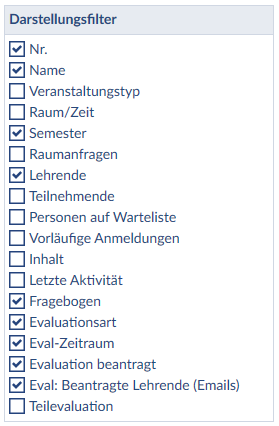 Darstellungsfilter
Nr.
Name
Veranstaltungstyp
Raum/Zeit
Semester
Raumanfragen
Lehrende
Teilnehmende
Personen auf Warteliste
Vorläufige Anmeldungen
Inhalt
Letzte Aktivität
Fragebogen
Evaluationsart
Eval-Zeitraum
Evaluation beantragt
Eval: Beantragte Lehrende (Emails)
Teilevaluation